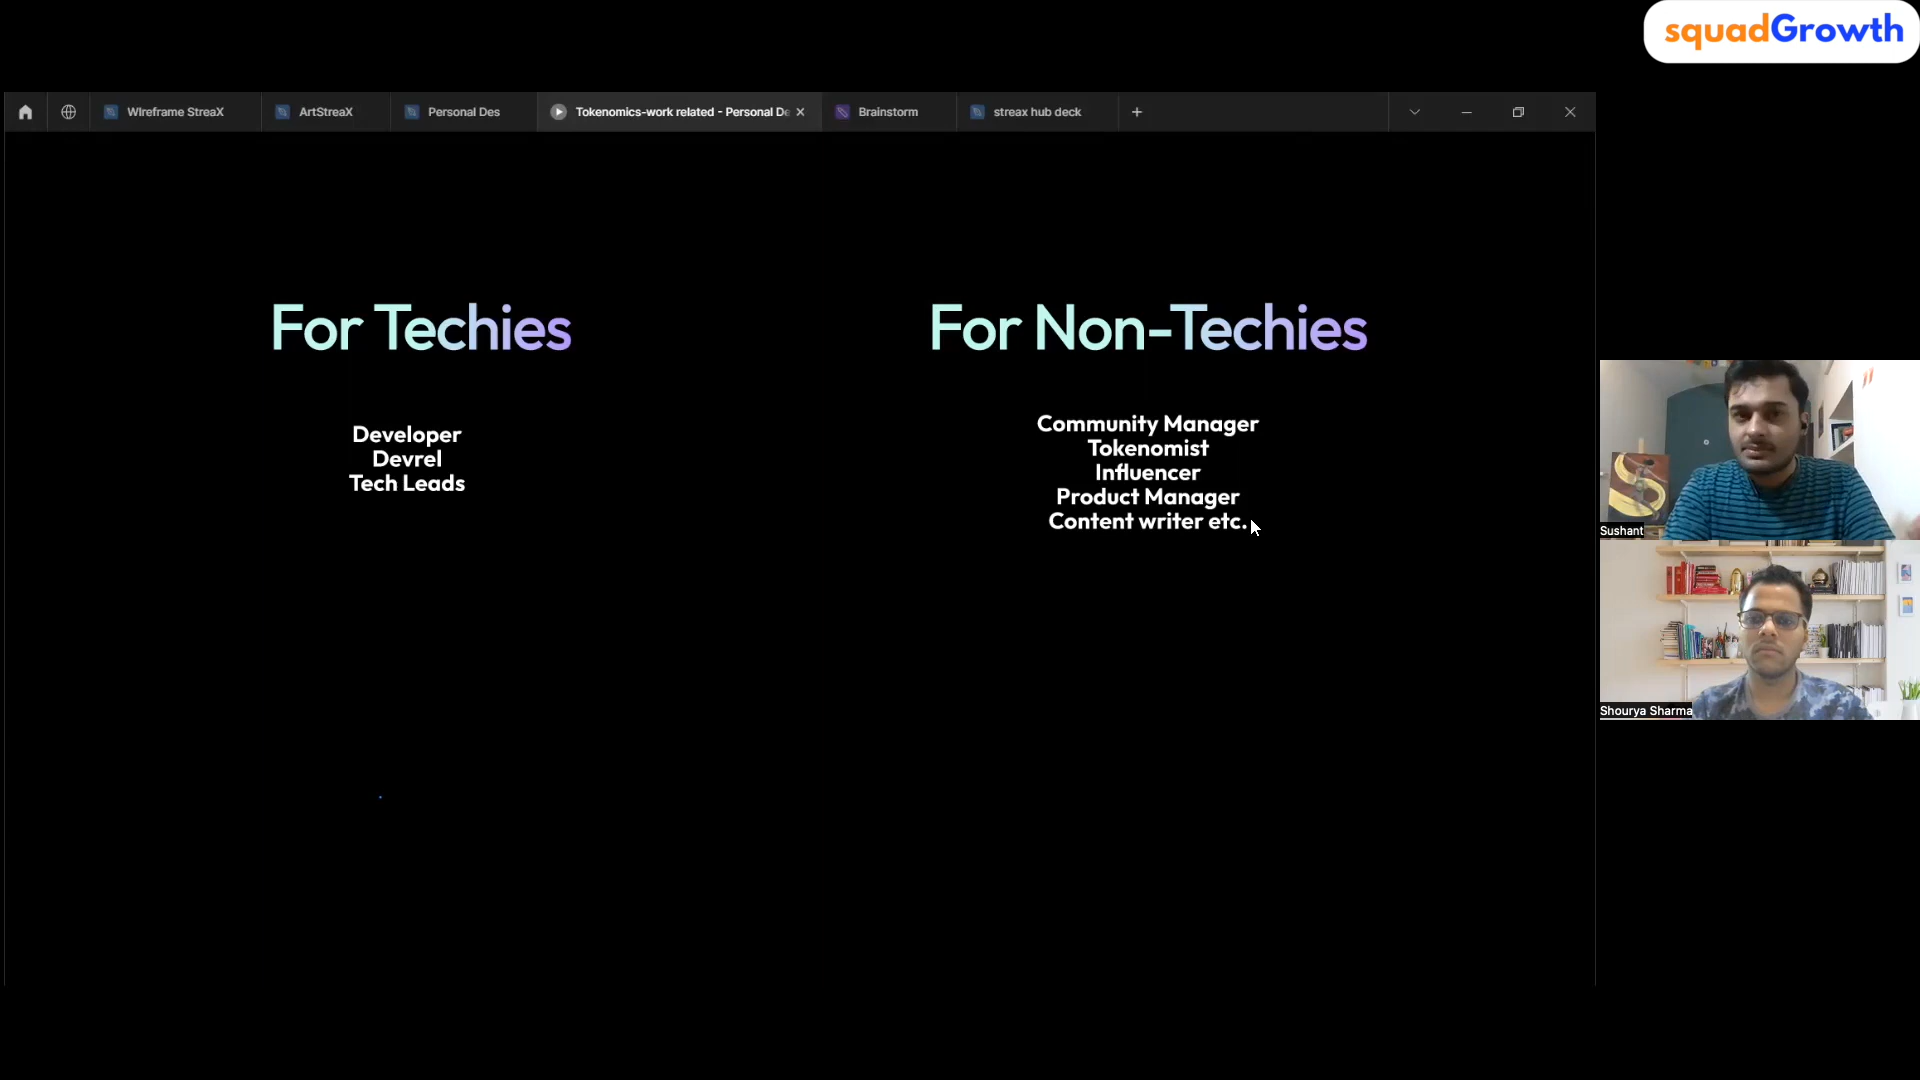 squadGrowth
WIreframe StreaX
ArtStreaX
Personal Des
Tokenomics-work related - Personal De
Brainstorm
streax hub deck
For Techies
Developer
Devrel
Tech Leads
For Non-Techies
Community Manager
Tokenomist
Influencer
Product Manager
Content writer etc.
Sushant
Shourya Sharma